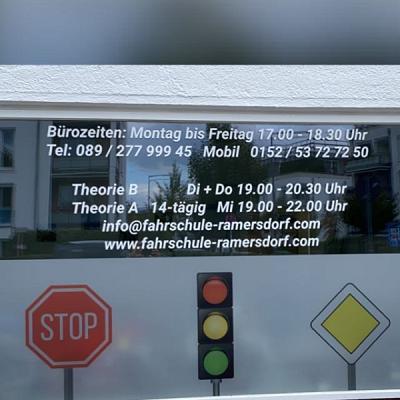 Bürozeiten: Montag bis Freitag 17.00 - 18.30 Uhr
Tel: 089 / 277 999 45 Mobil 0152 / 53 72 72 50
Theorie B Di + Do 19.00 - 20.30 Uhr
Theorie A 14-tägig Mi 19.00 - 22.00 Uhr
info@fahrschule-ramersdorf.com
www.fahrschule-ramersdorf.com
STOP